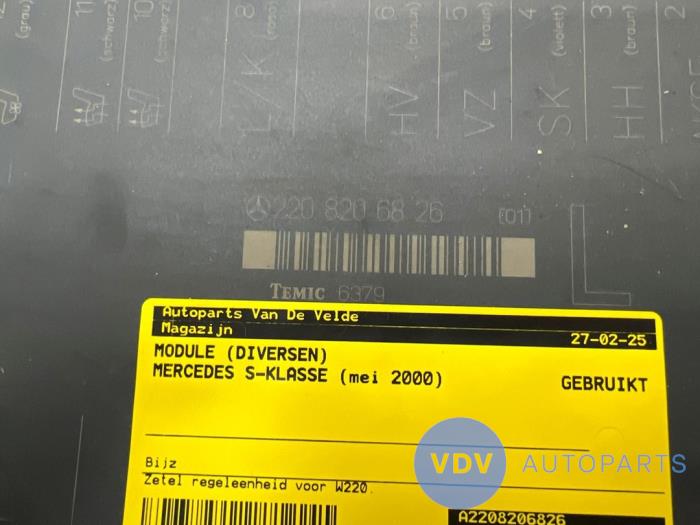 (grau)
11
(schwarz)
10
(schwarz)
8
(rosa)
L/K
6
(braun)
HV
5
(braun)
VZ
4
(violett)
SK
3
(braun)
HH
2
220 820 68 26 (01)
L
TEMIC 6379
Autoparts Van De Velde
Magazijn
27-02-25
MODULE (DIVERSEN)
MERCEDES S-KLASSE (mei 2000)
GEBRUIKT
Bijz
Zetel regeleenheid voor W220.
A2208206826
VDV AUTOPARTS